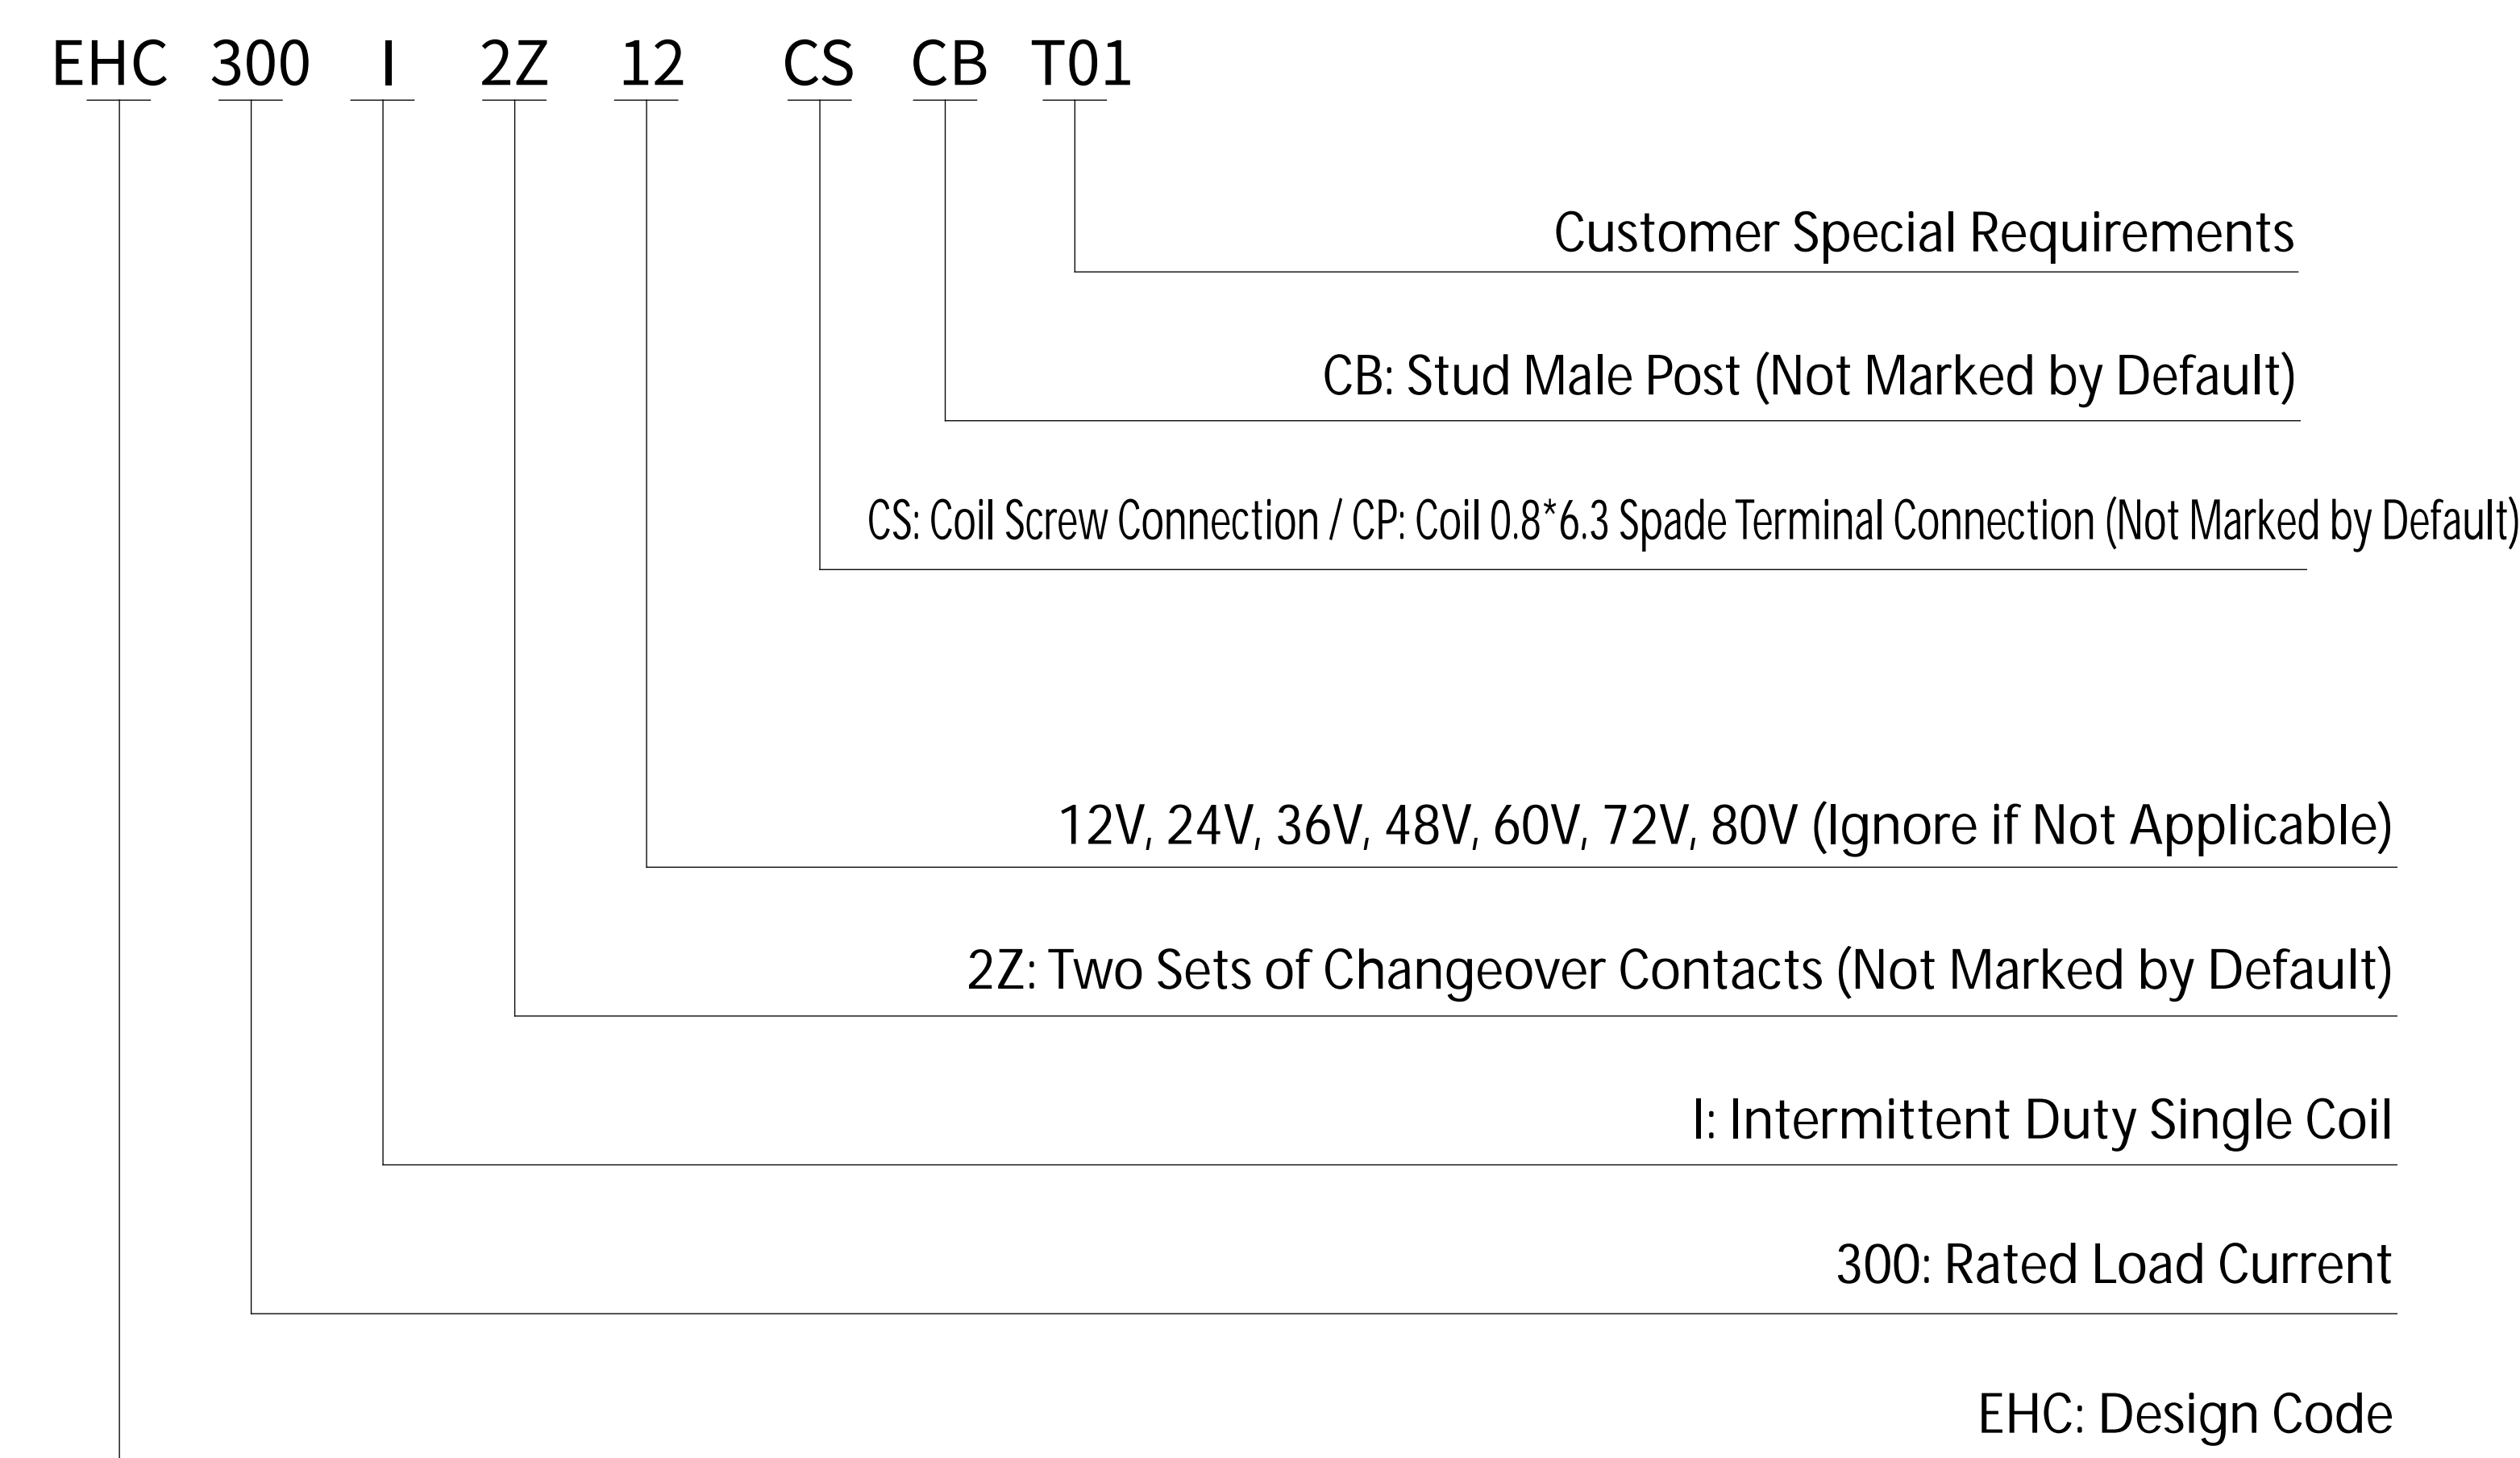 EHC 300 I 2Z 12 CS CB T01
Customer Special Requirements
CB: Stud Male Post (Not Marked by Default)
CS: Coil Screw Connection / CP: Coil 0.8*6.3 Spade Terminal Connection (Not Marked by Default)
12V, 24V, 36V, 48V, 60V, 72V, 80V (Ignore if Not Applicable)
2Z: Two Sets of Changeover Contacts (Not Marked by Default)
I: Intermittent Duty Single Coil
300: Rated Load Current
EHC: Design Code